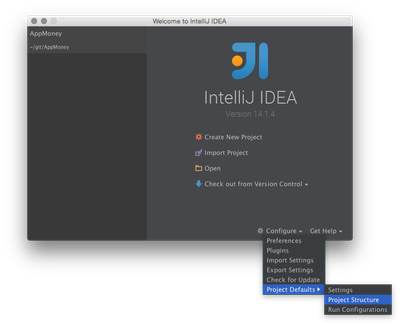 Welcome to IntelliJ IDEA
AppMoney
~/git/AppMoney
IntelliJ IDEA
Version 14.1.4
Create New Project
Import Project
Open
Check out from Version Control
Configure Get Help
Preferences
Plugins
Import Settings
Export Settings
Check for Update
Project Defaults
Settings
Project Structure
Run Configurations